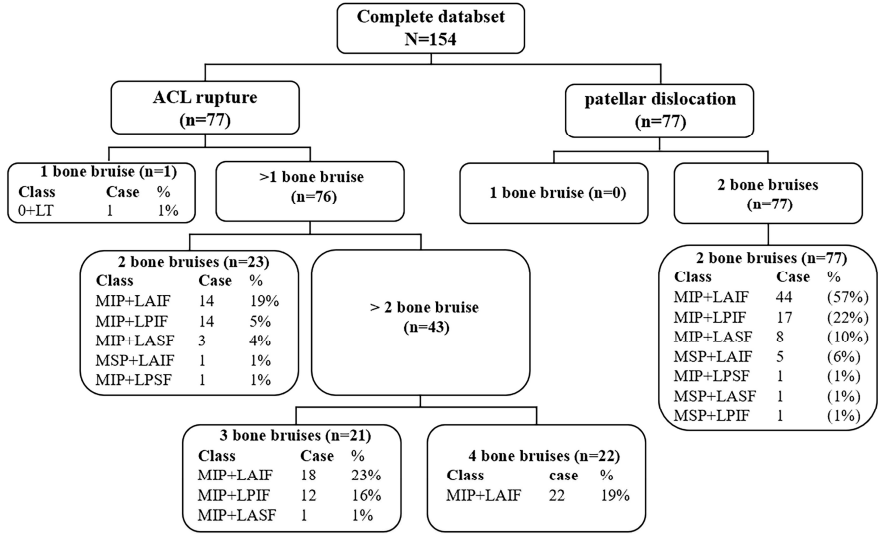 Complete databset
N=154
ACL rupture
(n=77)
patellar dislocation
(n=77)
1 bone bruise (n=1)
Class Case %
0+LT 1 1%
>1 bone bruise
(n=76)
1 bone bruise (n=0)
2 bone bruises
(n=77)
2 bone bruises (n=23)
Class Case %
MIP+LAIF 14 19%
MIP+LPIF 14 5%
MIP+LASF 3 4%
MSP+LAIF 1 1%
MIP+LPSF 1 1%
> 2 bone bruise
(n=43)
2 bone bruises (n=77)
Class Case %
MIP+LAIF 44 (57%)
MIP+LPIF 17 (22%)
MIP+LASF 8 (10%)
MSP+LAIF 5 (6%)
MIP+LPSF 1 (1%)
MSP+LASF 1 (1%)
MSP+LPIF 1 (1%)
3 bone bruises (n=21)
Class Case %
MIP+LAIF 18 23%
MIP+LPIF 12 16%
MIP+LASF 1 1%
4 bone bruises (n=22)
Class case %
MIP+LAIF 22 19%